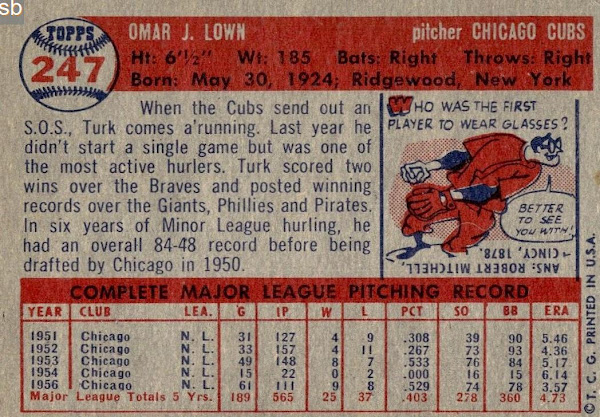 sb
TOPPS
247
OMAR J. LOWN pitcher CHICAGO CUBS
Ht: 6'½" Wt: 185 Bats: Right Throws: Right
Born: May 30, 1924; Ridgewood, New York
When the Cubs send out an
S.O.S., Turk comes a'running. Last year he
didn't start a single game but was one of
the most active hurlers. Turk scored two
wins over the Braves and posted winning
records over the Giants, Phillies and Pirates.
In six years of Minor League hurling, he
had an overall 84-48 record before being
drafted by Chicago in 1950.
WHO WAS THE FIRST
PLAYER TO WEAR GLASSES?
BETTER
TO SEE
YOU WITH!
ANS: ROBERT MITCHELL,
CINCY, 1878
COMPLETE MAJOR LEAGUE PITCHING RECORD
YEAR CLUB LEA. G IP W L PCT SO BB ERA
1951 Chicago N. L. 31 127 4 9 .308 39 90 5.46
1952 Chicago N. L. 33 157 4 11 .267 73 93 4.36
1953 Chicago N. L. 49 148 8 7 .533 76 84 5.17
1954 Chicago N. L. 15 22 0 2 .000 16 15 6.14
1956 Chicago N. L. 61 111 9 8 .529 74 78 3.57
Major League Totals 5 Yrs. 189 565 25 37 .403 278 360 4.73
© T. C. G. PRINTED IN U.S.A.